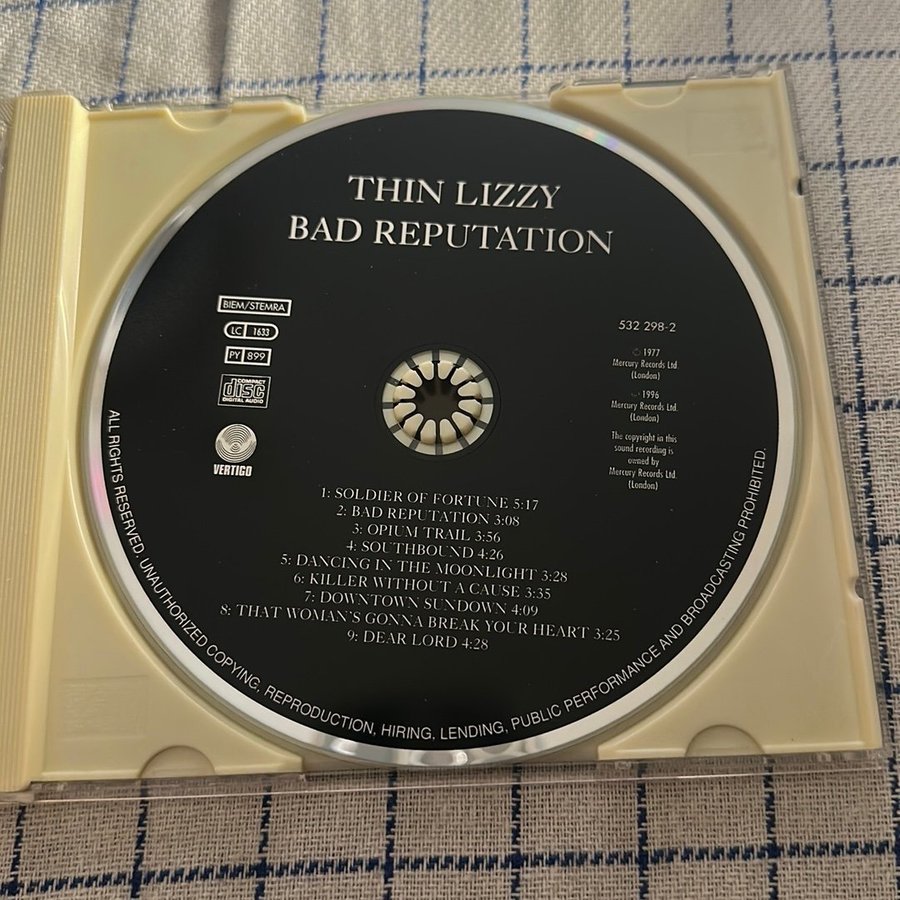 THIN LIZZY
BAD REPUTATION
BIEM/STEMRA
LC 1633
PY 899
COMPACT
disc
DIGITAL AUDIO
VERTIGO
532 298-2
℗ 1977
Mercury Records Ltd.
(London)
© 1996
Mercury Records Ltd.
(London)
The copyright in this
sound recording is
owned by
Mercury Records Ltd.
(London)
1: SOLDIER OF FORTUNE 5:17
2: BAD REPUTATION 3:08
3: OPIUM TRAIL 3:56
4: SOUTHBOUND 4:26
5: DANCING IN THE MOONLIGHT 3:28
6: KILLER WITHOUT A CAUSE 3:35
7: DOWNTOWN SUNDOWN 4:09
8: THAT WOMAN'S GONNA BREAK YOUR HEART 3:25
9: DEAR LORD 4:28
ALL RIGHTS RESERVED. UNAUTHORIZED COPYING, REPRODUCTION, HIRING, LENDING, PUBLIC PERFORMANCE AND BROADCASTING PROHIBITED.